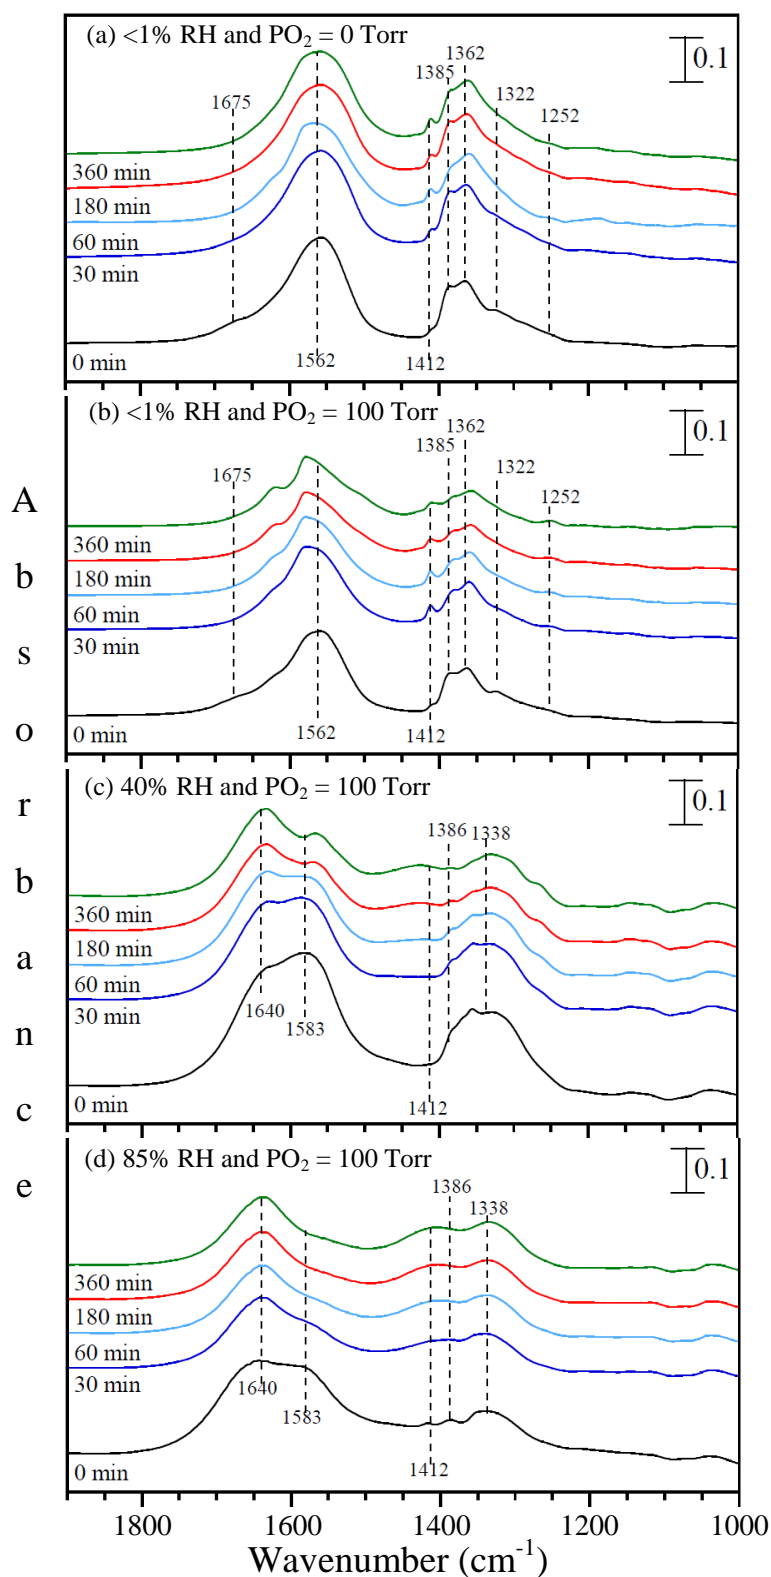 (a) <1% RH and PO2 = 0 Torr
0.1
1362
1385
1675
1322
1252
360 min
180 min
60 min
30 min
0 min
1562
1412
(b) <1% RH and PO2 = 100 Torr
0.1
1362
1385
1675
1322
1252
360 min
180 min
60 min
30 min
0 min
1562
1412
(c) 40% RH and PO2 = 100 Torr
0.1
1386
1338
360 min
180 min
60 min
30 min
1640
1583
0 min
1412
(d) 85% RH and PO2 = 100 Torr
0.1
1386
1338
360 min
180 min
60 min
30 min
1640
1583
0 min
1412
A
b
s
o
r
b
a
n
c
e
1800
1600
1400
1200
1000
Wavenumber (cm-1)